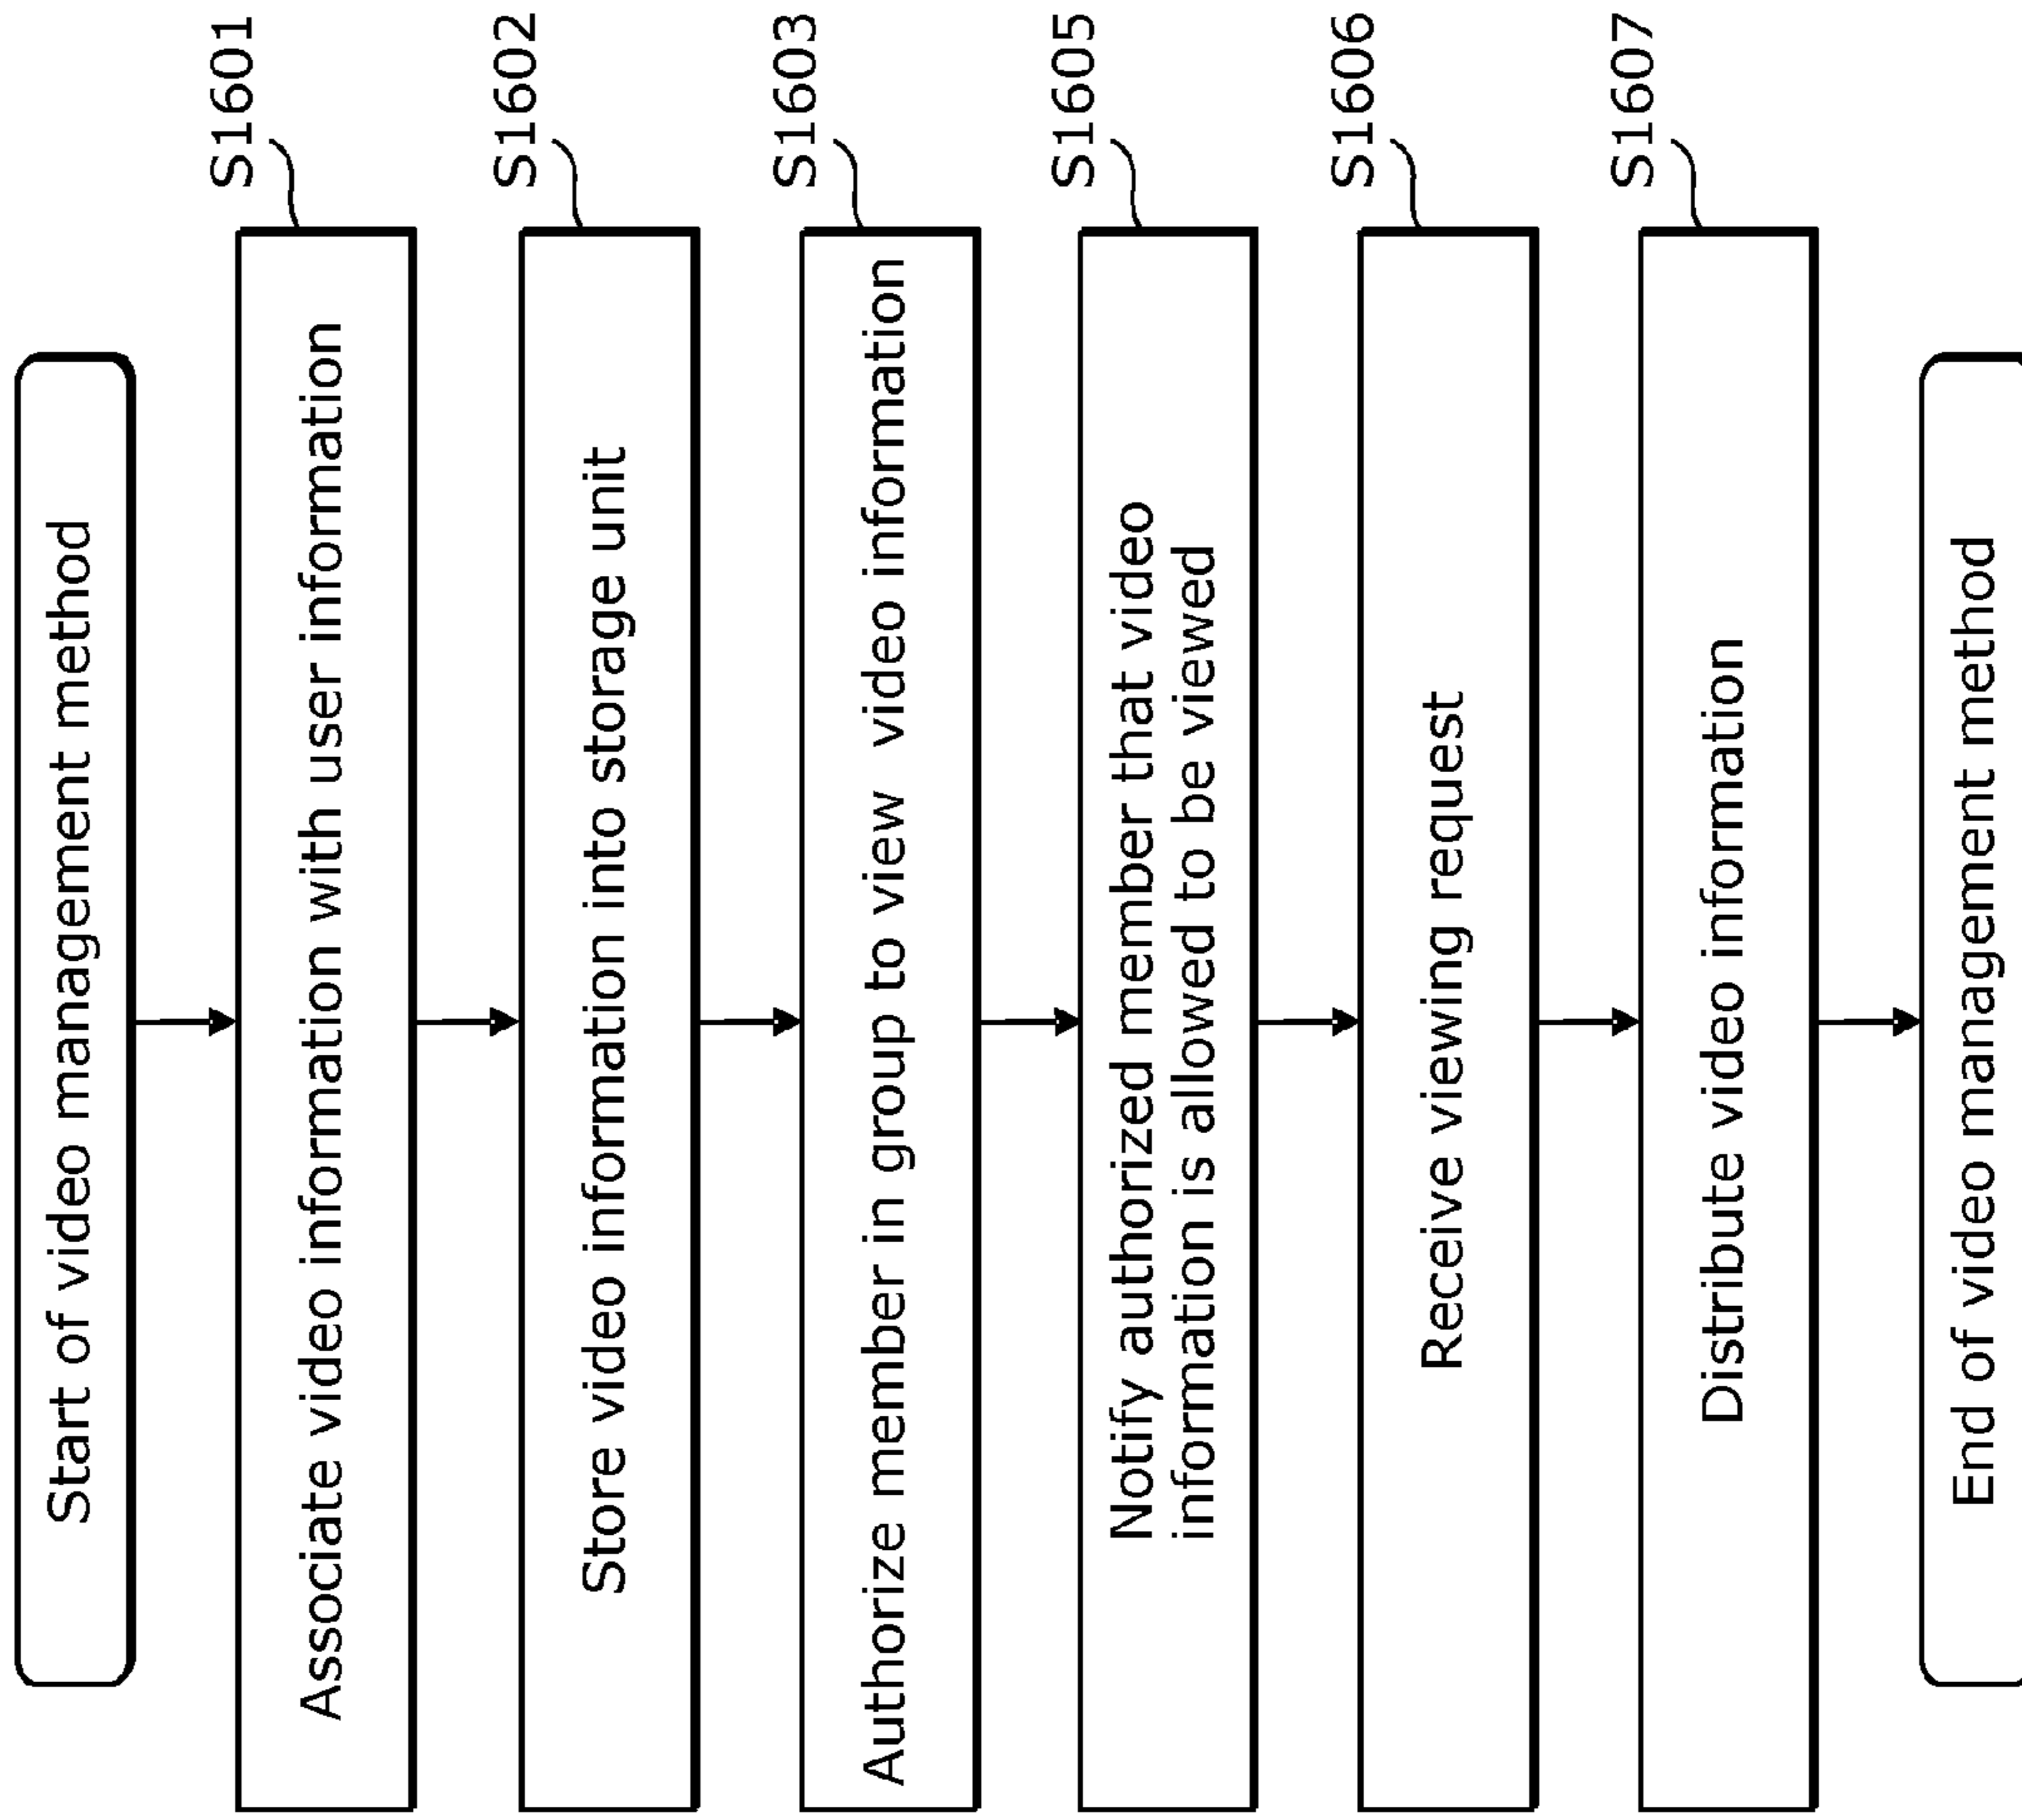 Start of video management method
S1601
Associate video information with user information
S1602
Store video information into storage unit
S1603
Authorize member in group to view video information
S1605
Notify authorized member that video
information is allowed to be viewed
S1606
Receive viewing request
S1607
Distribute video information
End of video management method